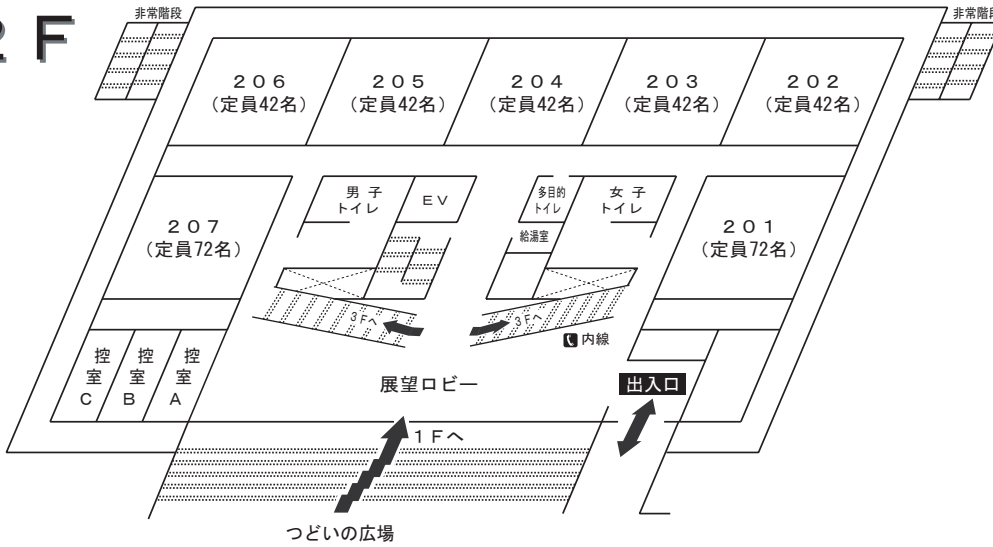 2F
非常階段
非常階段
206
(定員42名)
205
(定員42名)
204
(定員42名)
203
(定員42名)
202
(定員42名)
207
(定員72名)
男子
トイレ
EV
多目的
トイレ
女子
トイレ
給湯室
201
(定員72名)
3Fへ
3Fへ
内線
控室C
控室B
控室A
展望ロビー
出入口
1Fへ
つどいの広場